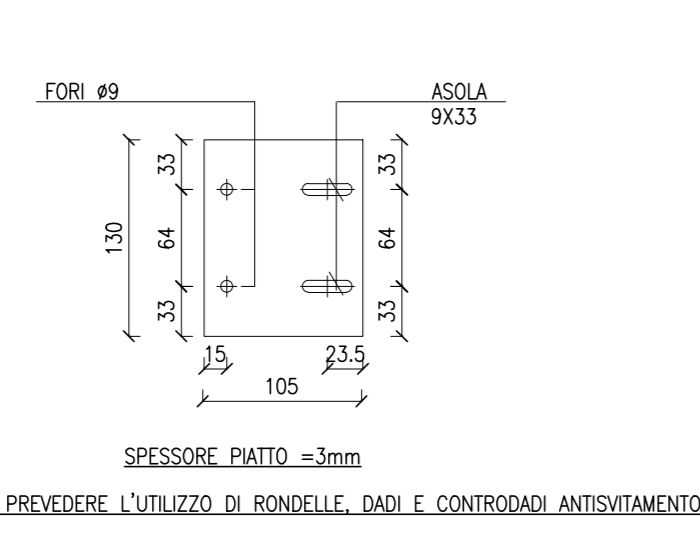 FORI ø9
ASOLA
9X33
33
33
130
64
64
33
33
15
23.5
105
SPESSORE PIATTO =3mm
PREVEDERE L'UTILIZZO DI RONDELLE, DADI E CONTRODADI ANTISVITAMENTO